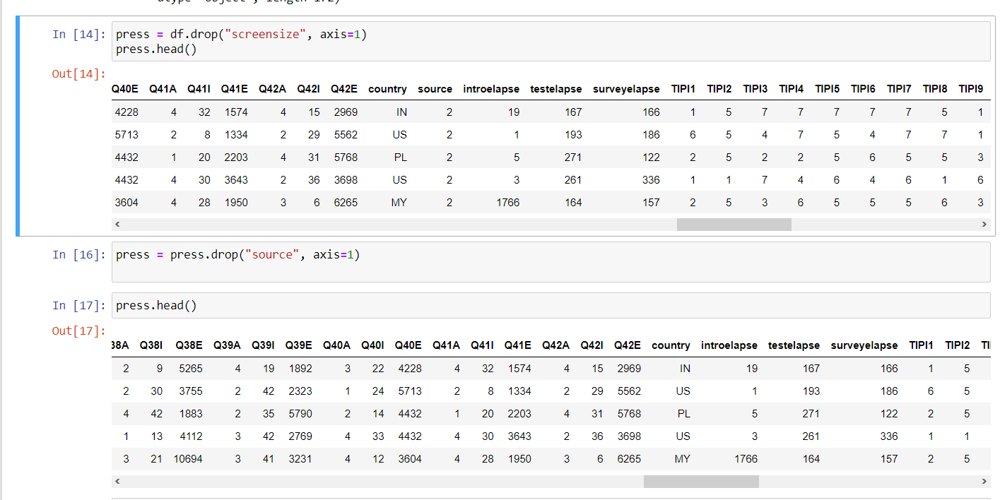 In [14]: press = df.drop("screensize", axis=1)
press.head()
Out[14]:
Q40E Q41A Q41I Q41E Q42A Q42I Q42E country source introelapse testelapse surveyelapse TIPI1 TIPI2 TIPI3 TIPI4 TIPI5 TIPI6 TIPI7 TIPI8 TIPI9
4228 4 32 1574 4 15 2969 IN 2 19 167 166 1 5 7 7 7 7 7 5 1
5713 2 8 1334 2 29 5562 US 2 1 193 186 6 5 4 7 5 4 7 7 1
4432 1 20 2203 4 31 5768 PL 2 5 271 122 2 5 2 2 5 6 5 5 3
4432 4 30 3643 2 36 3698 US 2 3 261 336 1 1 7 4 6 4 6 1 6
3604 4 28 1950 3 6 6265 MY 2 1766 164 157 2 5 3 6 5 5 5 6 3
In [16]: press = press.drop("source", axis=1)
In [17]: press.head()
Out[17]:
38A Q38I Q38E Q39A Q39I Q39E Q40A Q40I Q40E Q41A Q41I Q41E Q42A Q42I Q42E country introelapse testelapse surveyelapse TIPI1 TIPI2
2 9 5265 4 19 1892 3 22 4228 4 32 1574 4 15 2969 IN 19 167 166 1 5
2 30 3755 2 42 2323 1 24 5713 2 8 1334 2 29 5562 US 1 193 186 6 5
4 42 1883 2 35 5790 2 14 4432 1 20 2203 4 31 5768 PL 5 271 122 2 5
1 13 4112 3 42 2769 4 33 4432 4 30 3643 2 36 3698 US 3 261 336 1 1
3 21 10694 3 41 3231 4 12 3604 4 28 1950 3 6 6265 MY 1766 164 157 2 5